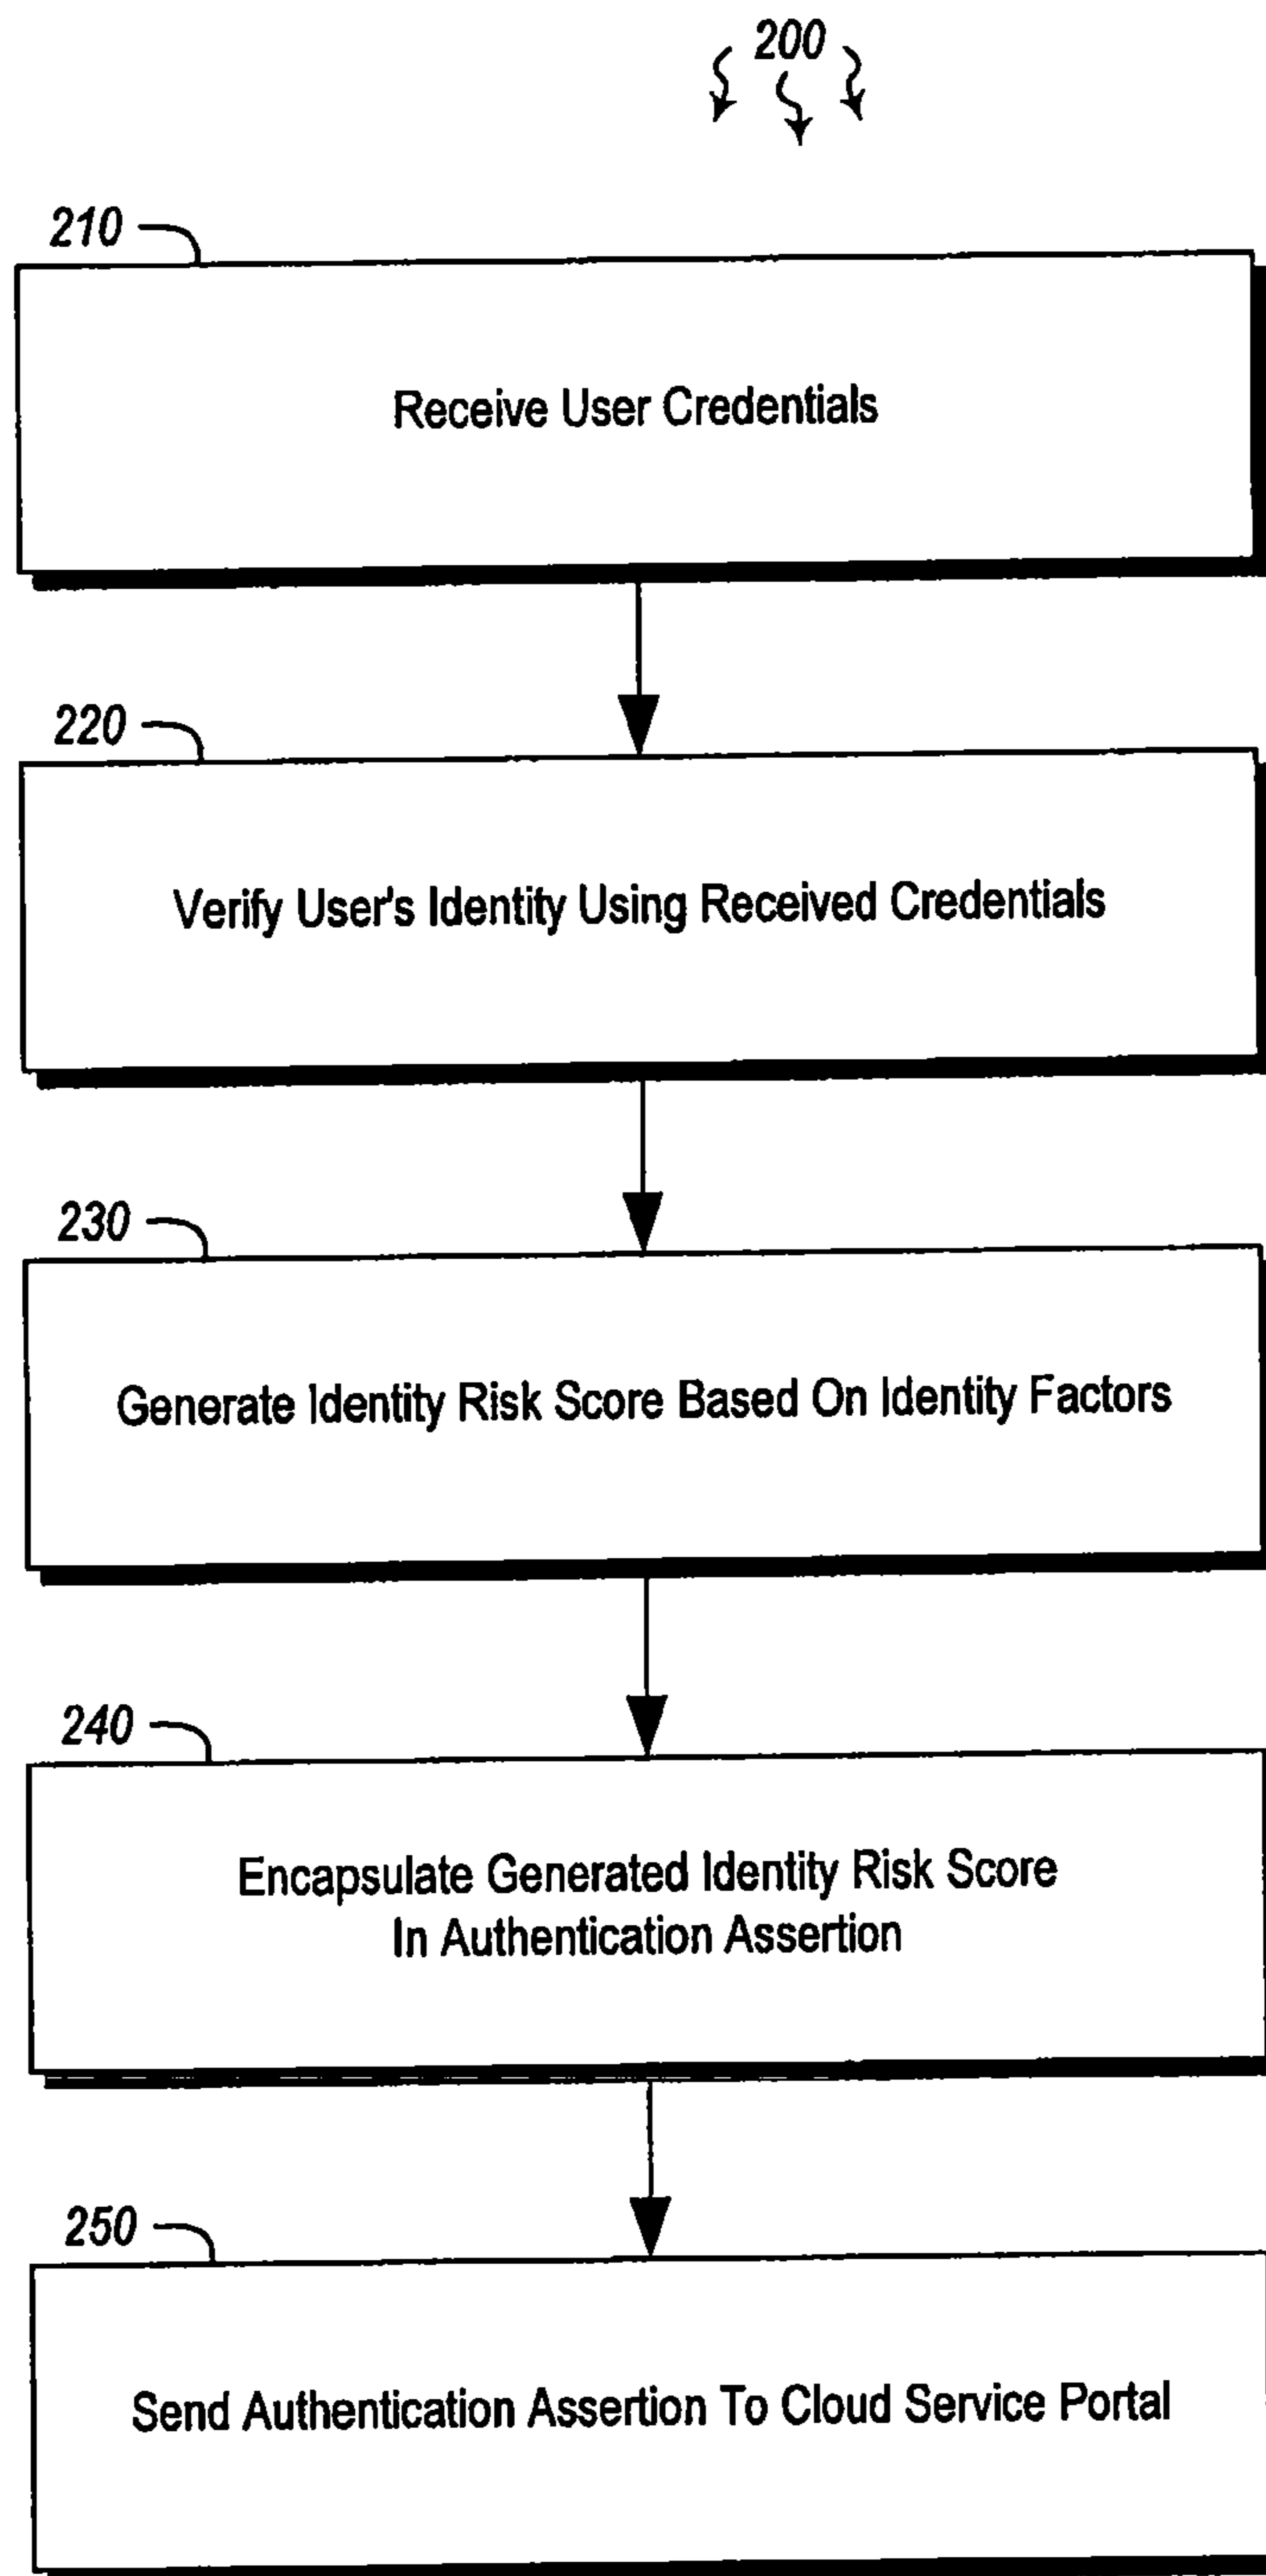 200
210
Receive User Credentials
220
Verify User's Identity Using Received Credentials
230
Generate Identity Risk Score Based On Identity Factors
240
Encapsulate Generated Identity Risk Score
In Authentication Assertion
250
Send Authentication Assertion To Cloud Service Portal